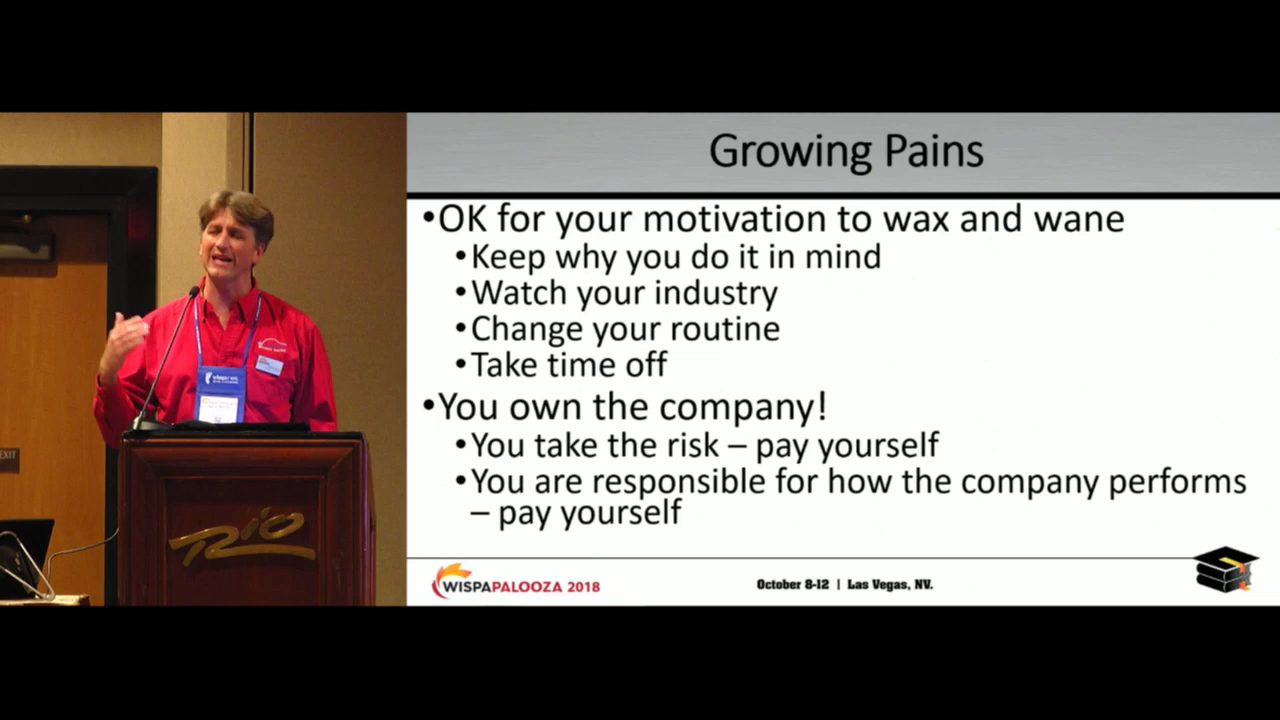 Growing Pains
•OK for your motivation to wax and wane
•Keep why you do it in mind
•Watch your industry
•Change your routine
•Take time off
•You own the company!
•You take the risk – pay yourself
•You are responsible for how the company performs
– pay yourself
WISPAPALOOZA 2018
October 8-12 | Las Vegas, NV.
RIO
EXIT